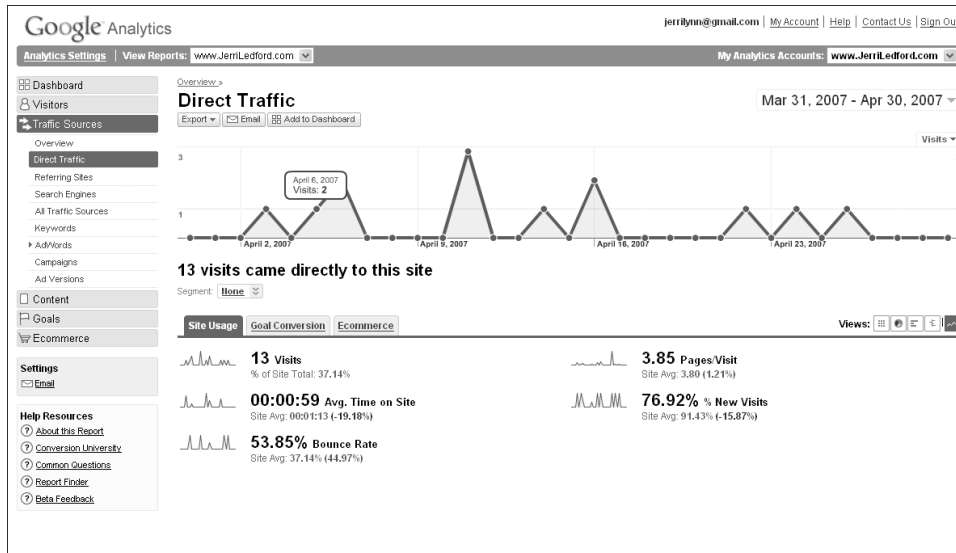 Google Analytics
jerrilynn@gmail.com | My Account | Help | Contact Us | Sign Ou
Analytics Settings | View Reports: www.JerriLedford.com
My Analytics Accounts: www.JerriLedford.com
Dashboard
Visitors
Traffic Sources
Overview
Direct Traffic
Referring Sites
Search Engines
All Traffic Sources
Keywords
AdWords
Campaigns
Ad Versions
Content
Goals
Ecommerce
Settings
Email
Help Resources
About this Report
Conversion University
Common Questions
Report Finder
Beta Feedback
Overview »
Direct Traffic
Mar 31, 2007 - Apr 30, 2007
Export Email Add to Dashboard
Visits
3
April 6, 2007
Visits: 2
1
April 2, 2007 April 9, 2007 April 16, 2007 April 23, 2007
13 visits came directly to this site
Segment: None
Site Usage Goal Conversion Ecommerce
Views:
13 Visits
% of Site Total: 37.14%
3.85 Pages/Visit
Site Avg: 3.80 (1.21%)
00:00:59 Avg. Time on Site
Site Avg: 00:01:13 (-19.18%)
76.92% % New Visits
Site Avg: 91.43% (-15.87%)
53.85% Bounce Rate
Site Avg: 37.14% (44.97%)